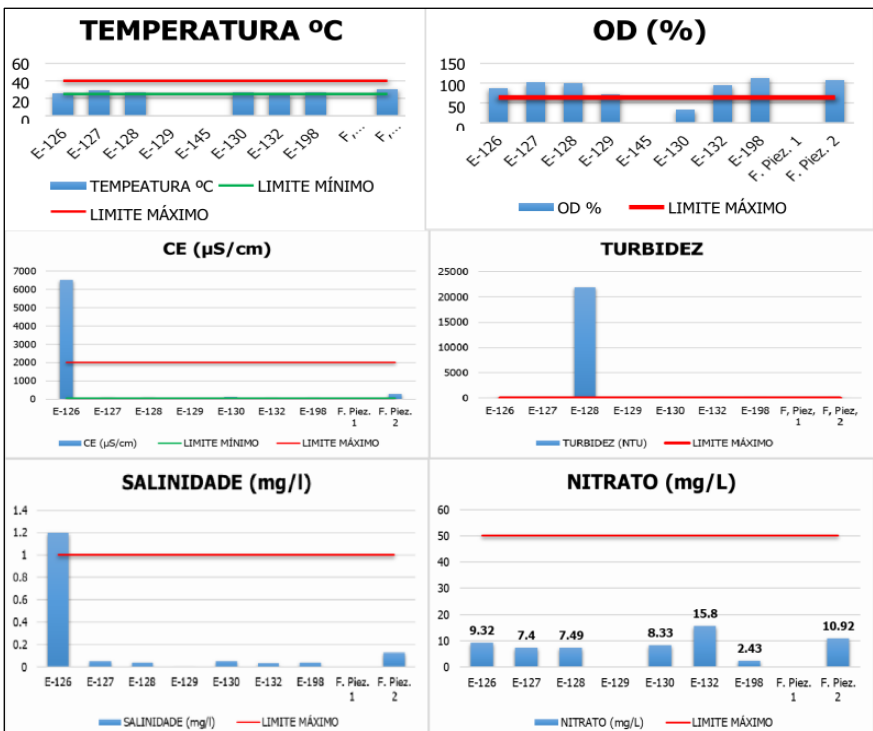 TEMPERATURA ºC
60
40
20
0
E-126
E-127
E-128
E-129
E-145
E-130
E-132
E-198
F,...
F,...
TEMPEATURA ºC
LIMITE MÍNIMO
LIMITE MÁXIMO
OD (%)
150
100
50
0
E-126
E-127
E-128
E-129
E-145
E-130
E-132
E-198
F. Piez. 1
F. Piez. 2
OD %
LIMITE MÁXIMO
CE (µS/cm)
7000
6000
5000
4000
3000
2000
1000
0
E-126
E-127
E-128
E-129
E-130
E-132
E-198
F. Piez.
1
F. Piez.
2
CE (µS/cm)
LIMITE MÍNIMO
LIMITE MÁXIMO
TURBIDEZ
25000
20000
15000
10000
5000
0
E-126
E-127
E-128
E-129
E-130
E-132
E-198
F, Piez,
1
F, Piez,
2
TURBIDEZ (NTU)
LIMITE MÁXIMO
SALINIDADE (mg/l)
1.4
1.2
1
0.8
0.6
0.4
0.2
0
E-126
E-127
E-128
E-129
E-130
E-132
E-198
F. Piez.
1
F. Piez.
2
SALINIDADE (mg/l)
LIMITE MÁXIMO
NITRATO (mg/L)
60
50
40
30
20
10
0
9.32
7.4
7.49
8.33
15.8
2.43
10.92
E-126
E-127
E-128
E-129
E-130
E-132
E-198
F. Piez.
1
F. Piez.
2
NITRATO (mg/L)
LIMITE MÁXIMO